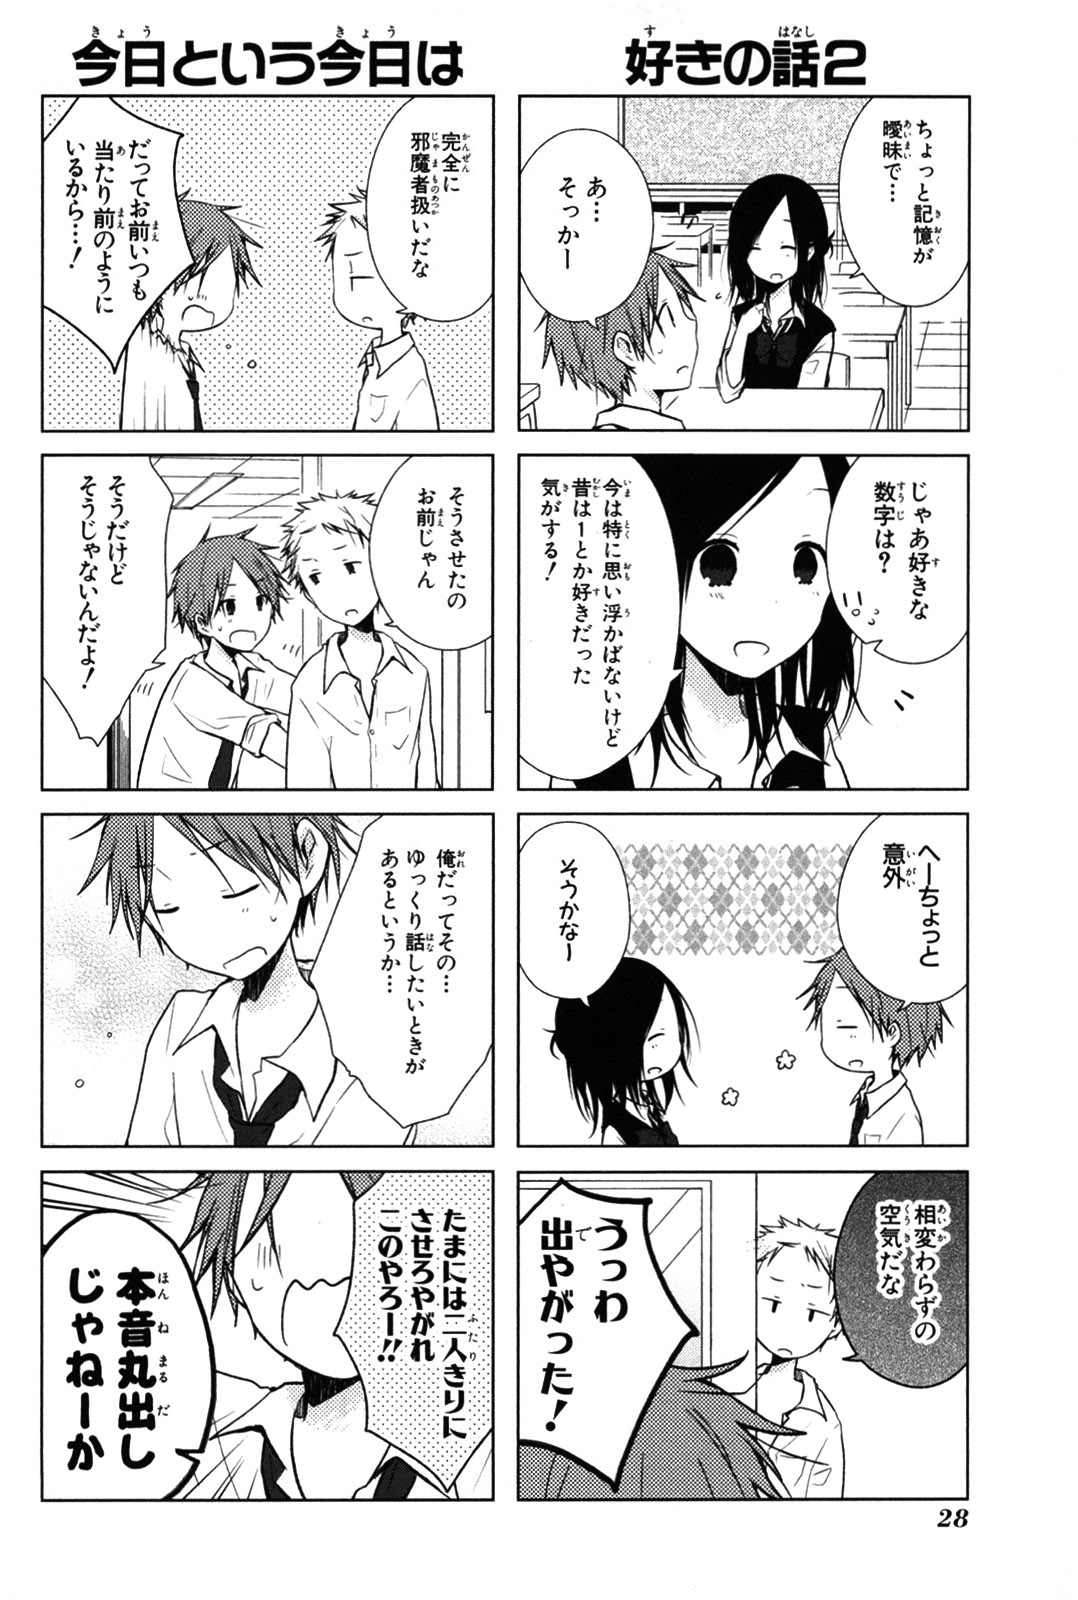 好きの話2
ちょっと記憶が
曖昧で…
あ…
そっかー
じゃあ好きな
数字は?
今は特に思い浮かばないけど
昔は1とか好きだった
気がする!
へーちょっと
意外
そうかなー
相変わらずの
空気だな
うっわ
出やがった!
今日という今日は
完全に
邪魔者扱いだな
だってお前いつも
当たり前のように
いるから…!
そうさせたの
お前じゃん
そうだけど
そうじゃないんだよ!
俺だってその…
ゆっくり話したいときが
あるというか…
たまには二人きりに
させろやがれ
このやろー!!
本音丸出し
じゃねーか
28